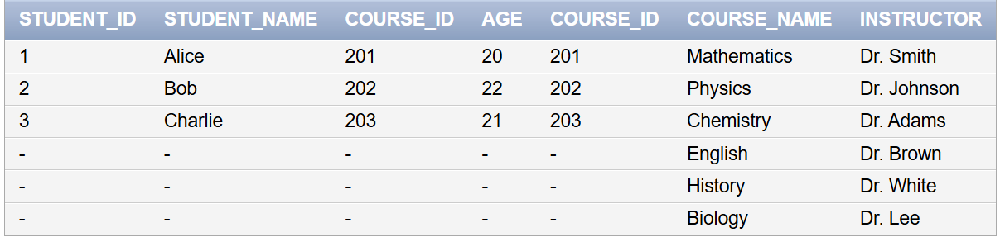 STUDENT_ID STUDENT_NAME COURSE_ID AGE COURSE_ID COURSE_NAME INSTRUCTOR
1 Alice 201 20 201 Mathematics Dr. Smith
2 Bob 202 22 202 Physics Dr. Johnson
3 Charlie 203 21 203 Chemistry Dr. Adams
- - - - - English Dr. Brown
- - - - - History Dr. White
- - - - - Biology Dr. Lee